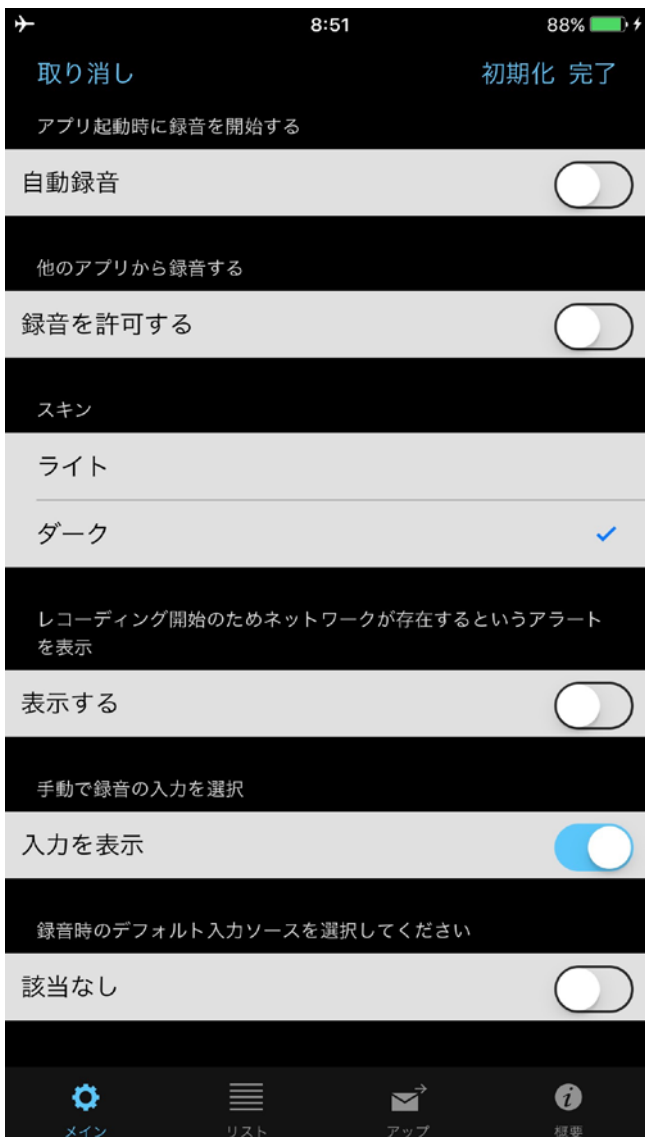 8:51 88%
取り消し 初期化 完了
アプリ起動時に録音を開始する
自動録音
他のアプリから録音する
録音を許可する
スキン
ライト
ダーク
レコーディング開始のためネットワークが存在するというアラート
を表示
表示する
手動で録音の入力を選択
入力を表示
録音時のデフォルト入力ソースを選択してください
該当なし
メイン リスト アップ 概要